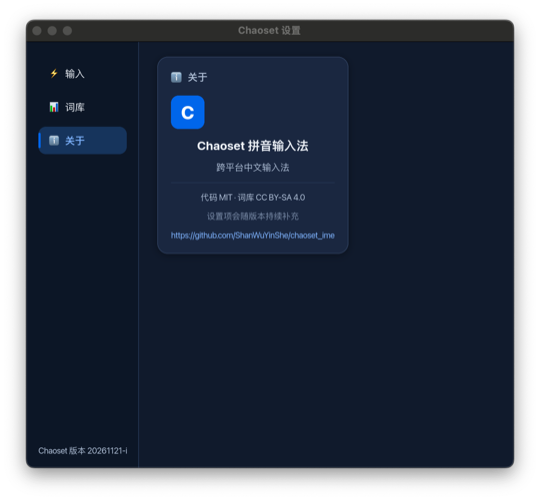 Chaoset 设置
输入
词库
关于
关于
C
Chaoset 拼音输入法
跨平台中文输入法
代码 MIT · 词库 CC BY-SA 4.0
设置项会随版本持续补充
https://github.com/ShanWuYinShe/chaoset_ime
Chaoset 版本 20261121-i